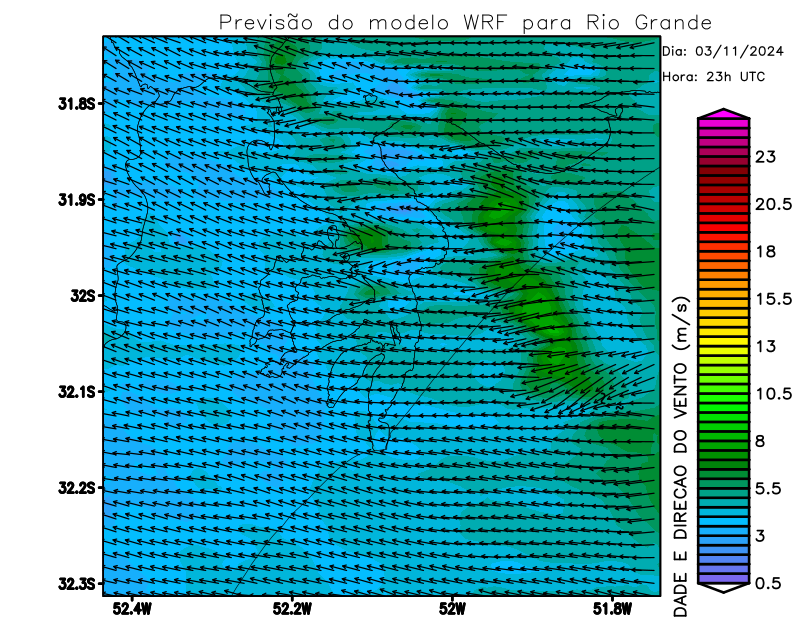 Previsão do modelo WRF para Rio Grande
Dia: 03/11/2024
Hora: 23h UTC
31.8S
31.9S
32S
32.1S
32.2S
32.3S
52.4W
52.2W
52W
51.8W
DADE E DIRECAO DO VENTO (m/s)
23
20.5
18
15.5
13
10.5
8
5.5
3
0.5